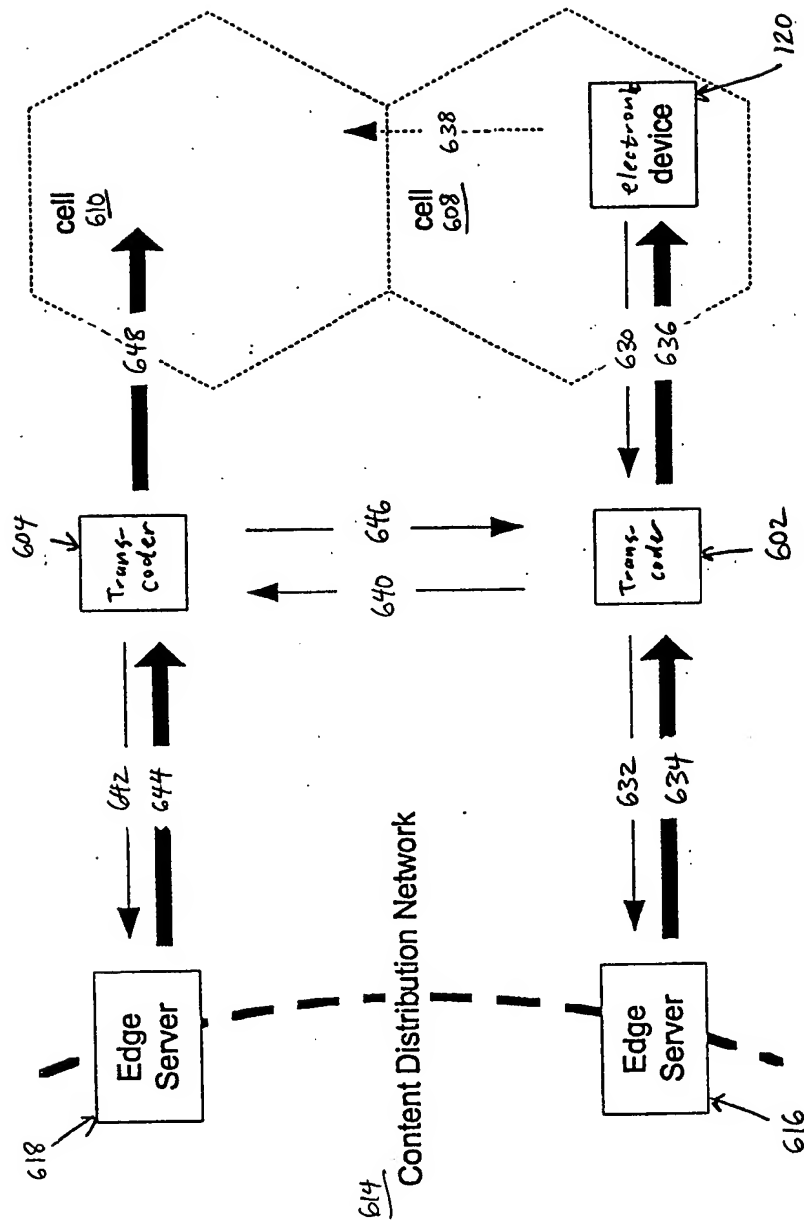 618
Edge
Server
614
Content Distribution Network
Edge
Server
616
642
644
632
634
604
Trans-
coder
646
640
Trans-
coder
602
648
630
636
cell
610
cell
608
638
electronic
device
120